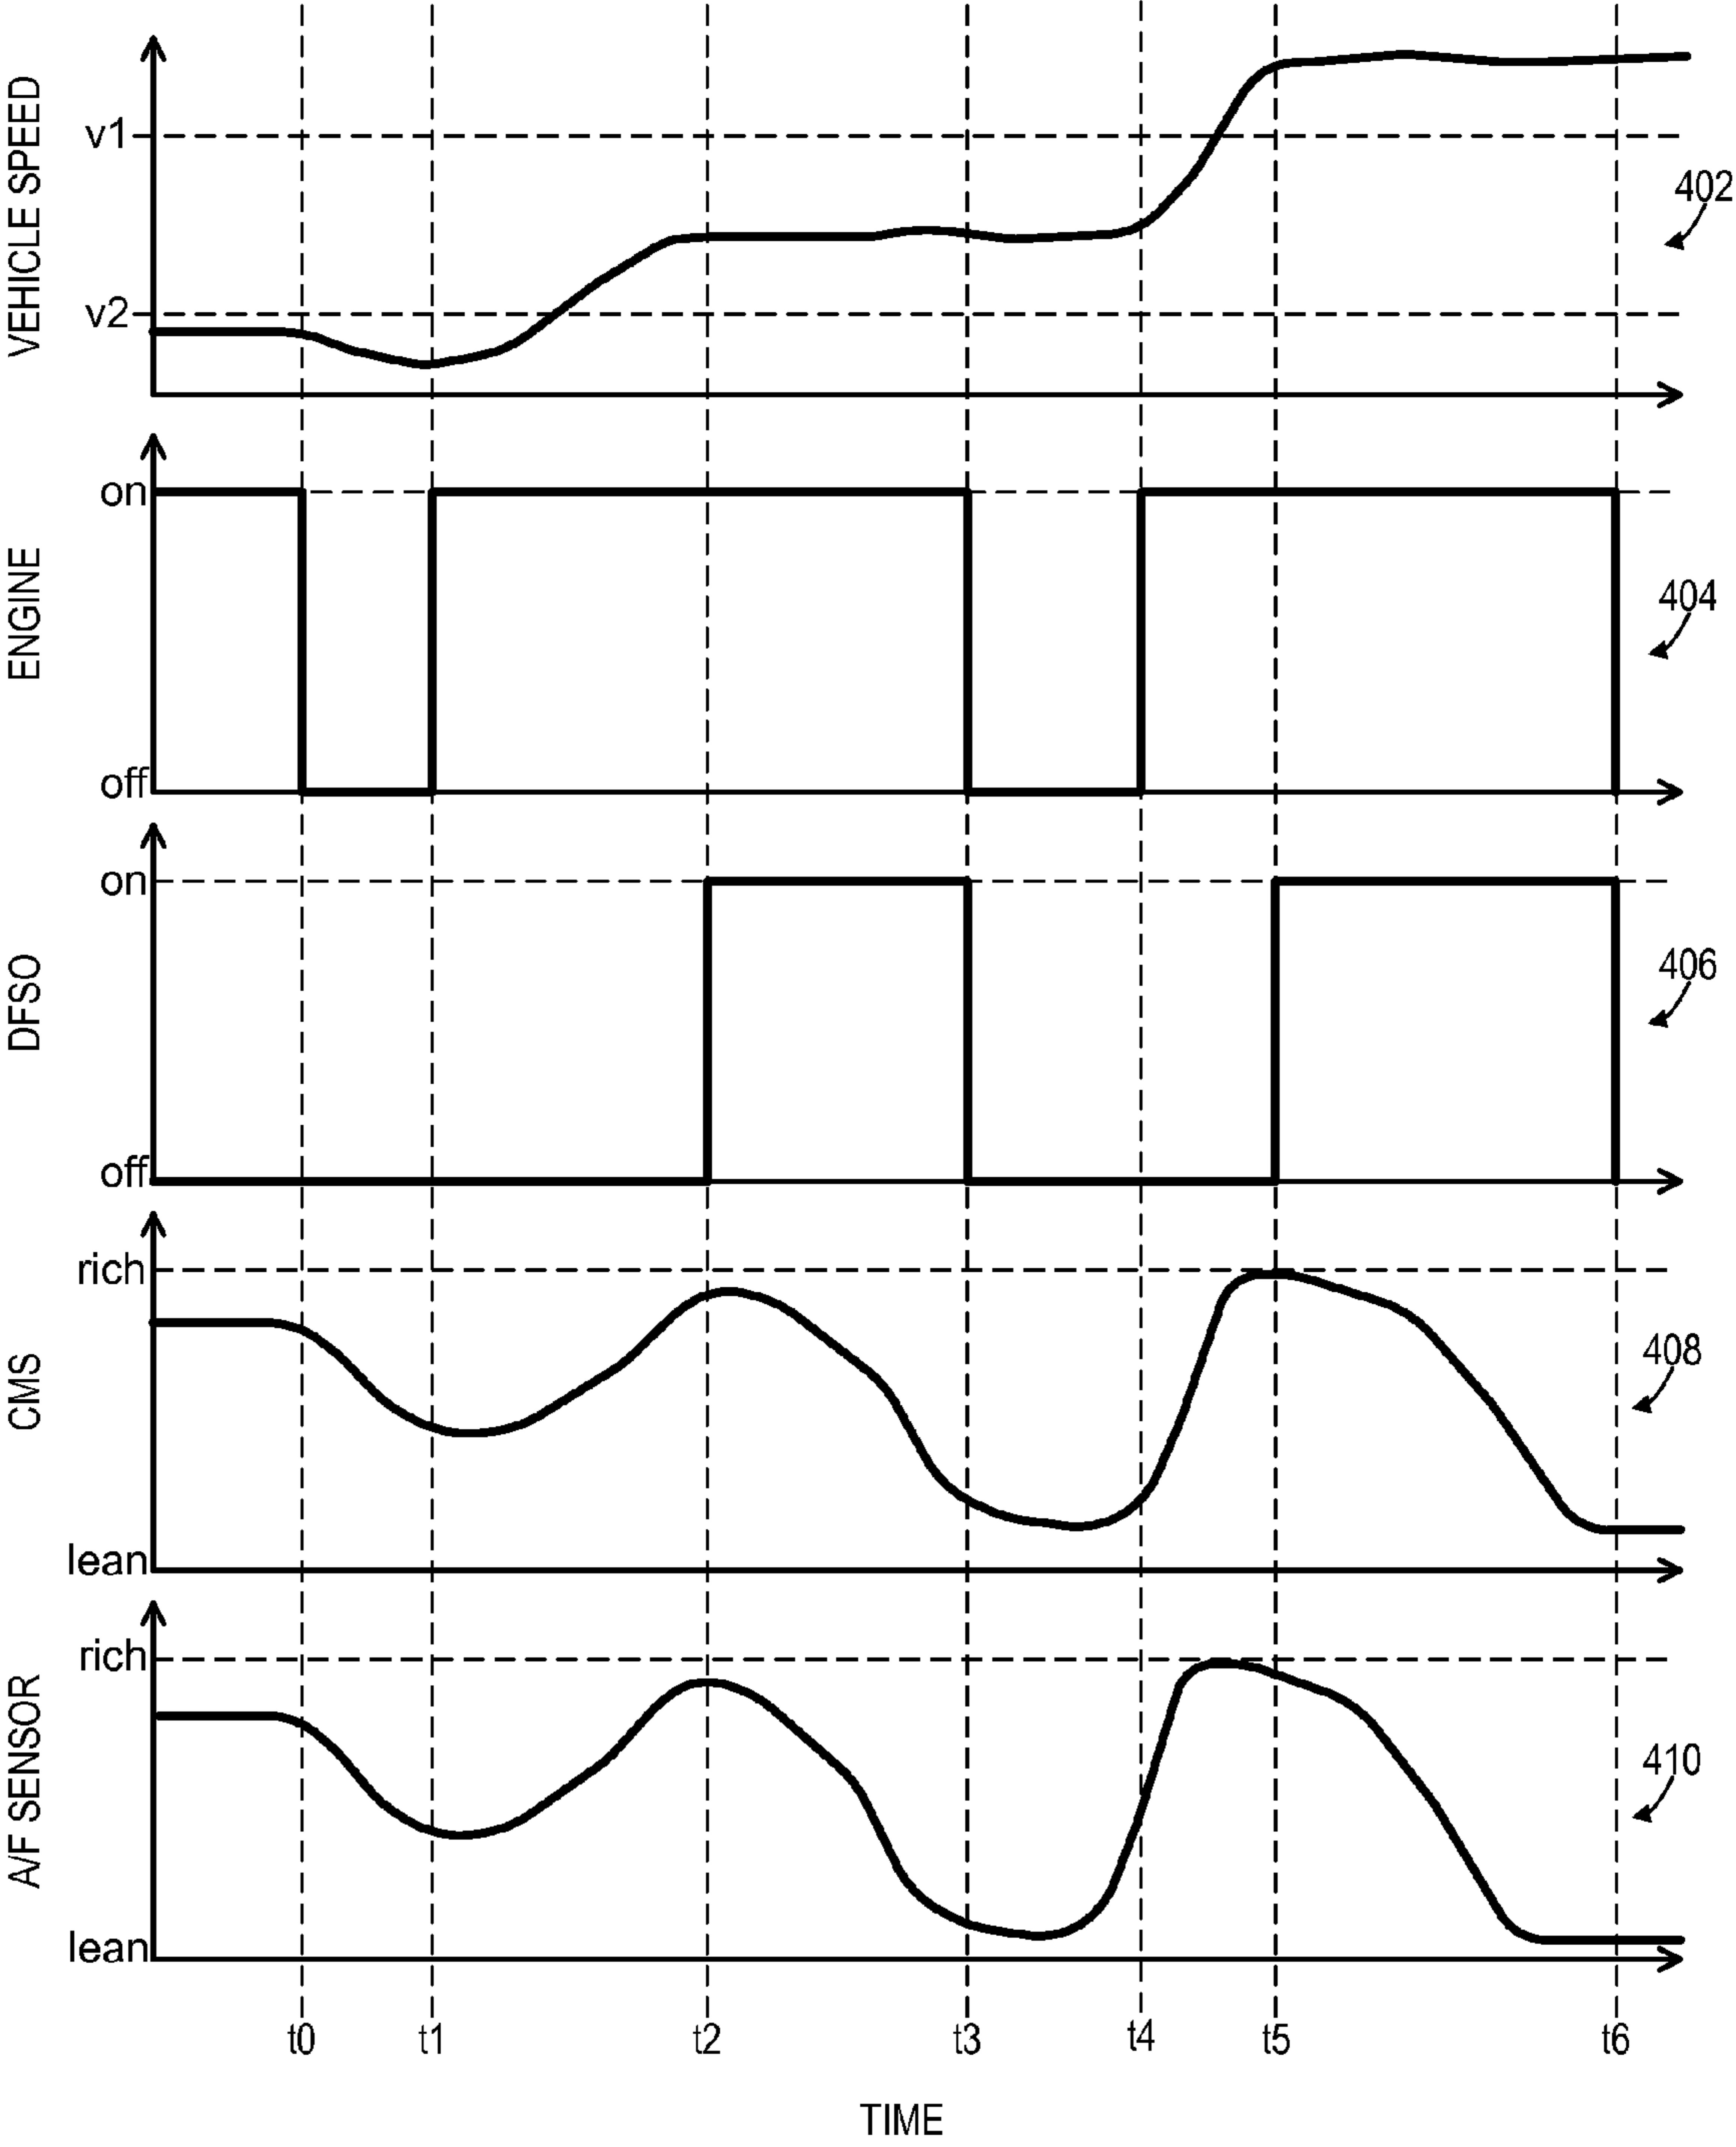 VEHICLE SPEED
v1
v2
402
ENGINE
on
off
404
DFSO
on
off
406
CMS
rich
lean
408
A/F SENSOR
rich
lean
410
t0 t1 t2 t3 t4 t5 t6
TIME